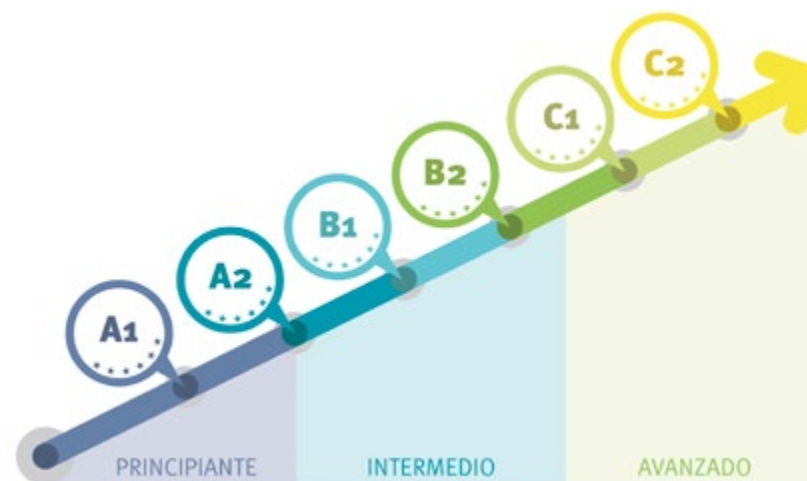 A1
A2
B1
B2
C1
C2
PRINCIPIANTE
INTERMEDIO
AVANZADO